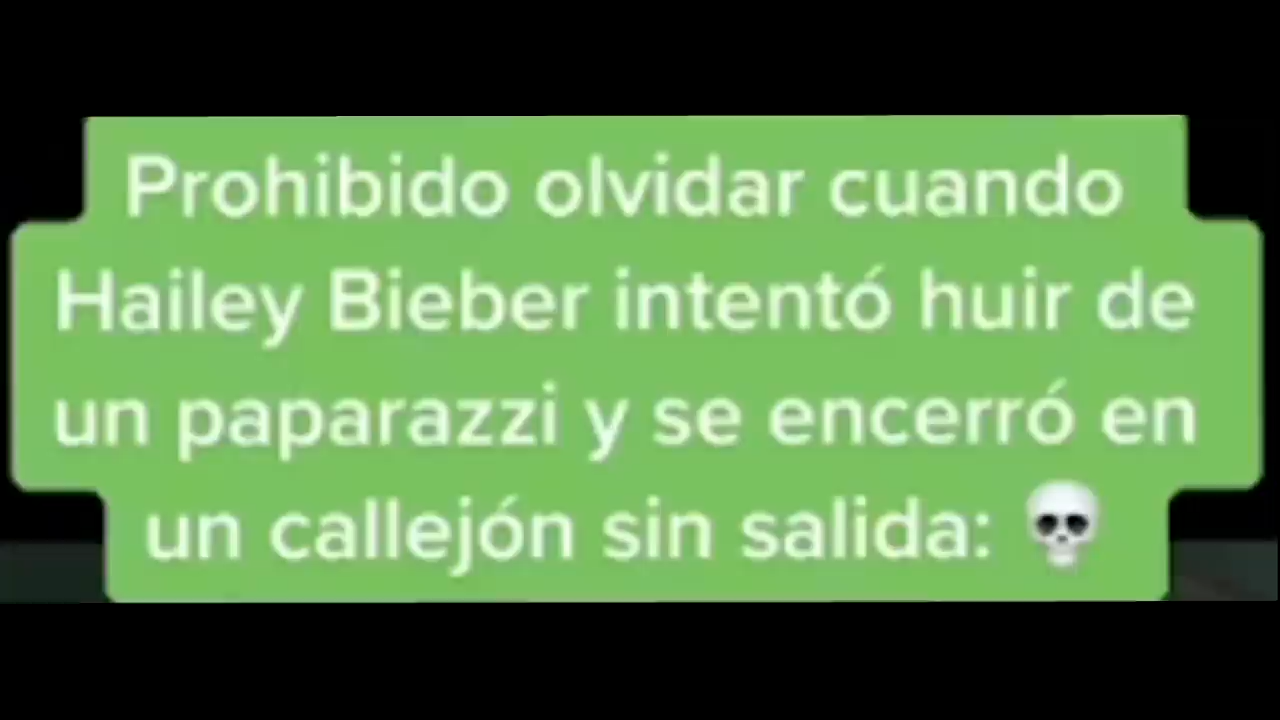 Prohibido olvidar cuando
Hailey Bieber intentó huir de
un paparazzi y se encerró en
un callejón sin salida: 💀